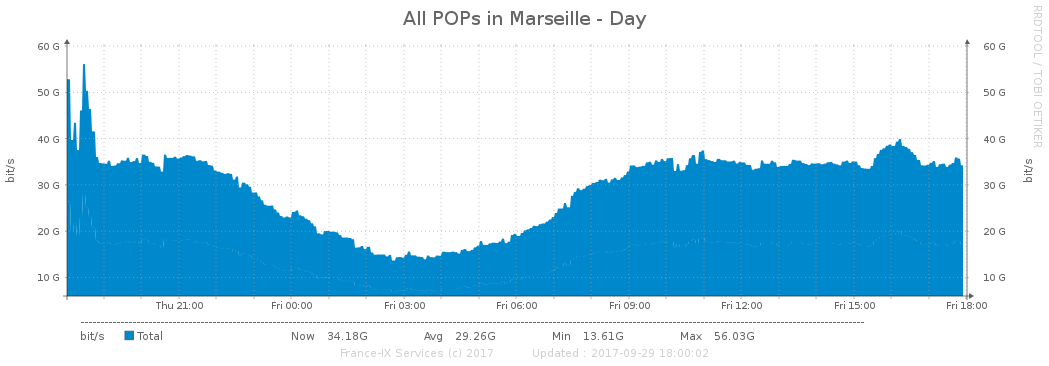 All POPs in Marseille - Day
RRDTOOL / TOBI OETIKER
60 G 60 G
50 G 50 G
40 G 40 G
30 G 30 G
20 G 20 G
10 G 10 G
bit/s bit/s
Thu 21:00 Fri 00:00 Fri 03:00 Fri 06:00 Fri 09:00 Fri 12:00 Fri 15:00 Fri 18:00
bit/s Total Now 34.18G Avg 29.26G Min 13.61G Max 56.03G
France-IX Services (c) 2017 Updated : 2017-09-29 18:00:02